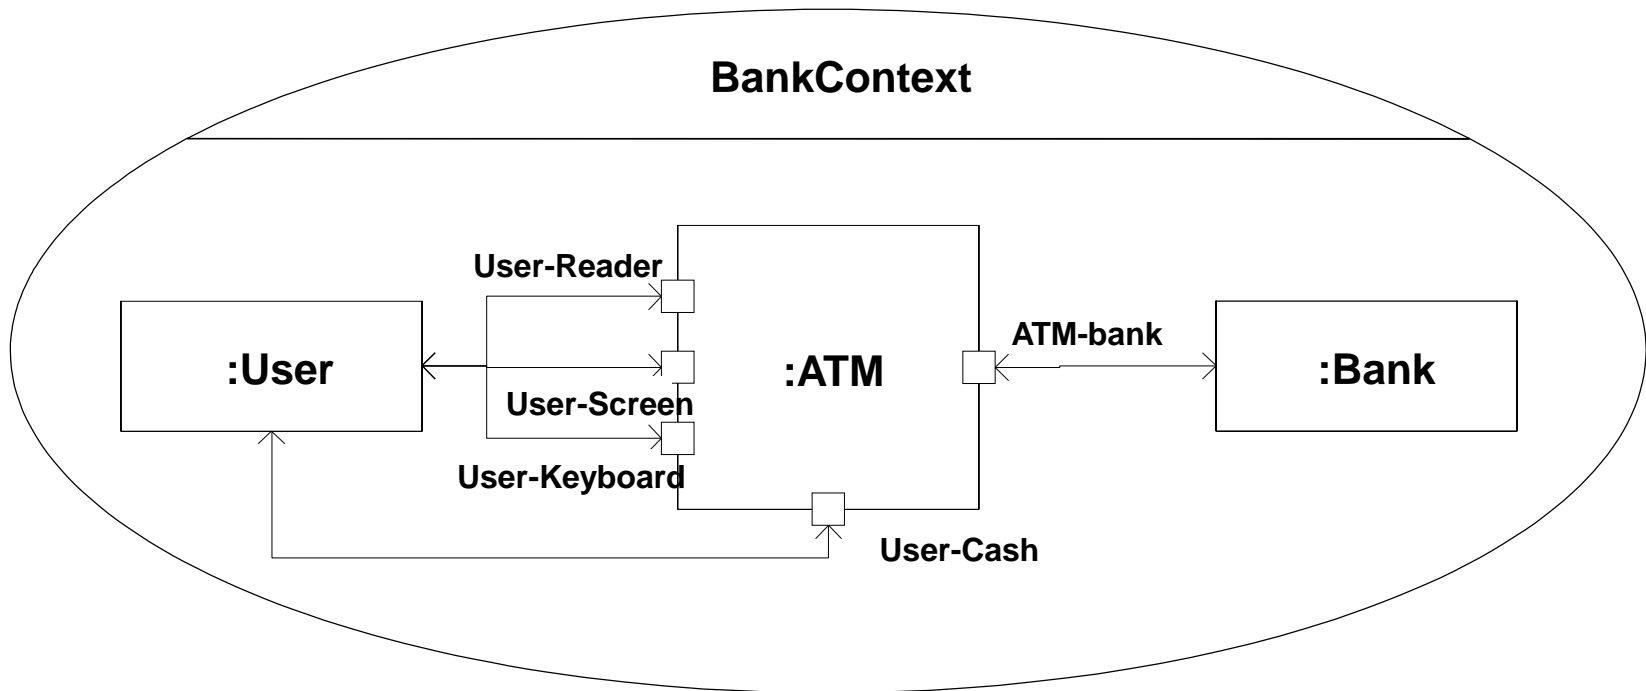 BankContext
User-Reader
:User
:ATM
ATM-bank
:Bank
User-Screen
User-Keyboard
User-Cash